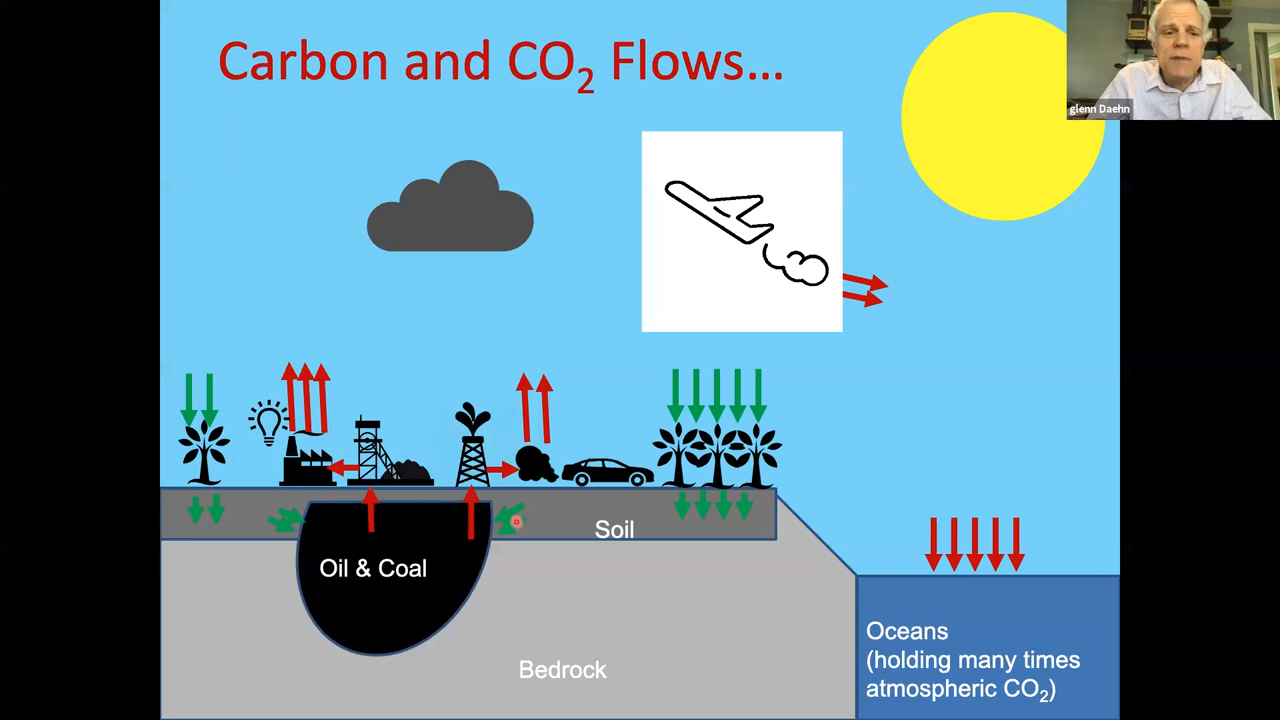 Carbon and CO₂ Flows...
glenn Daehn
Soil
Oil & Coal
Bedrock
Oceans
(holding many times
atmospheric CO₂)